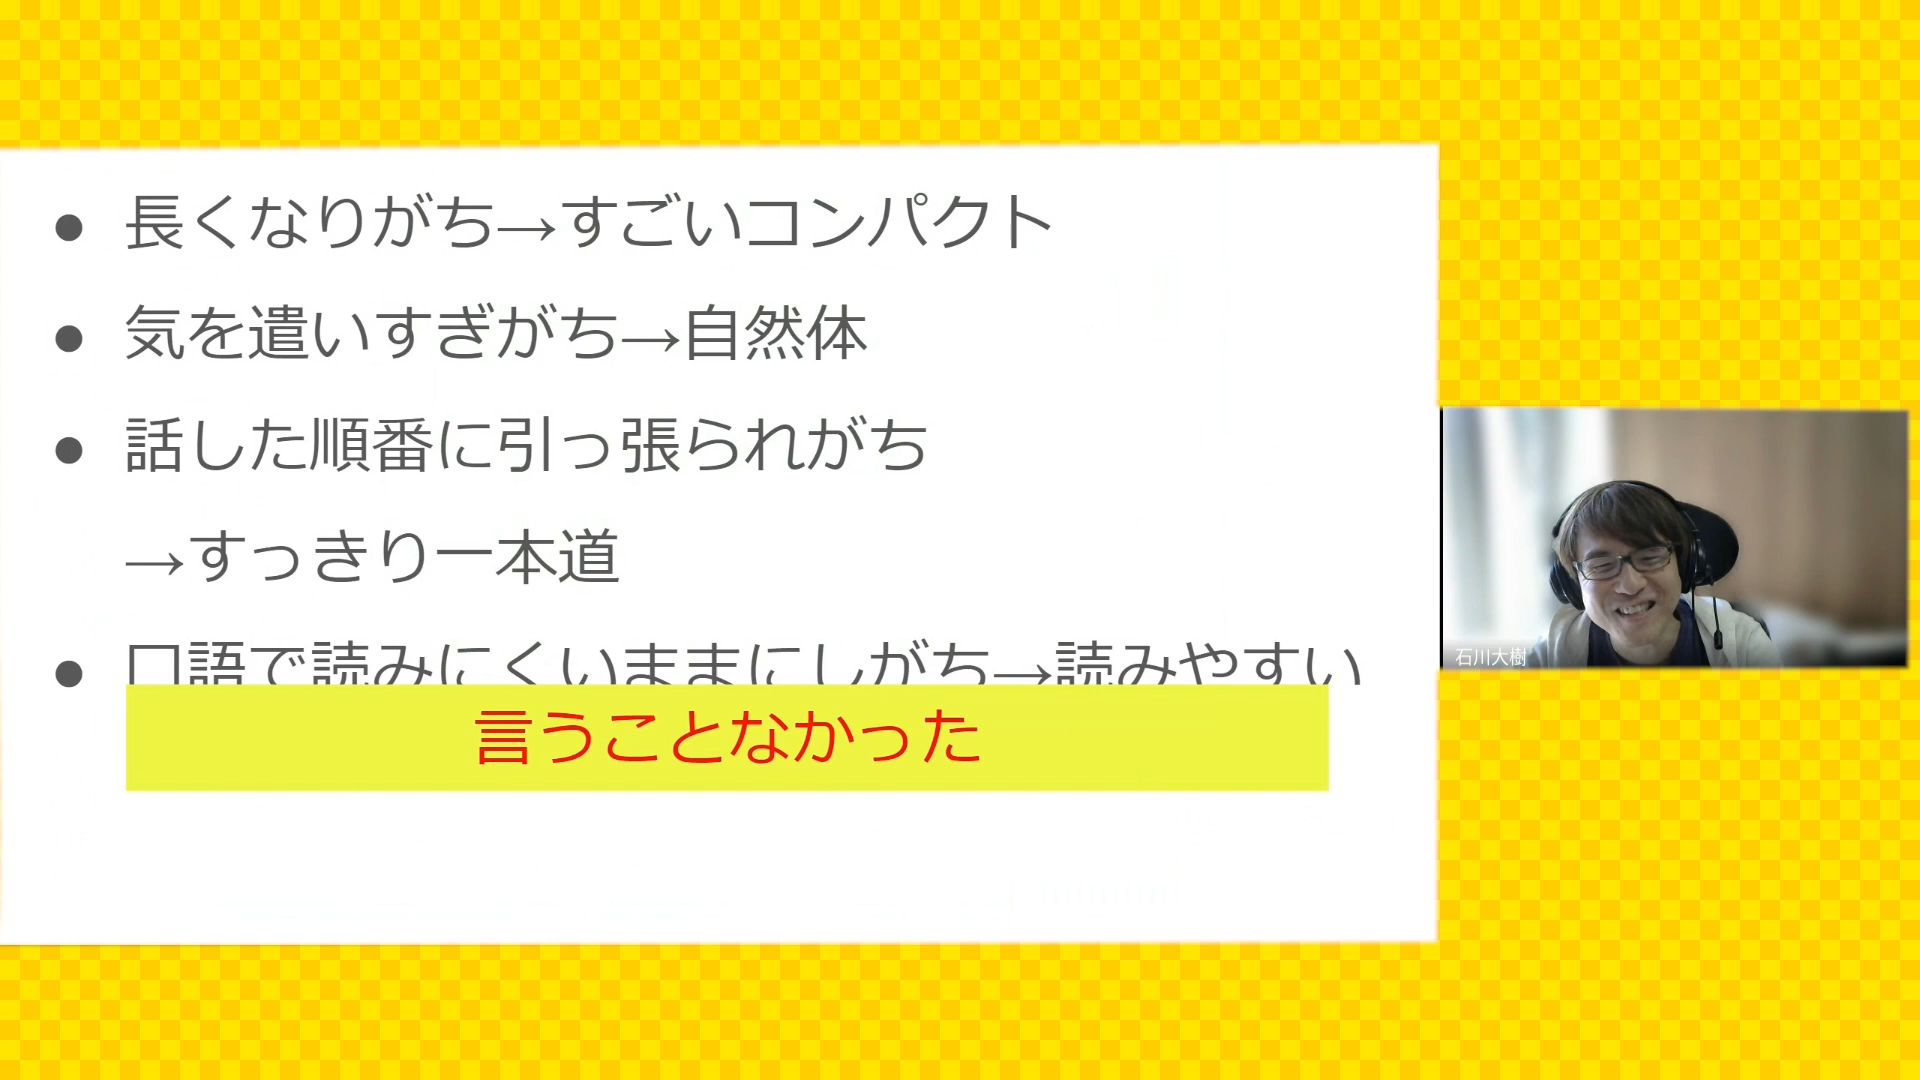 ● 長くなりがち→すごいコンパクト
● 気を遣いすぎがち→自然体
● 話した順番に引っ張られがち
→すっきり一本道
● 口語で読みにくいままにしがち→読みやすい
言うことなかった
石川大樹